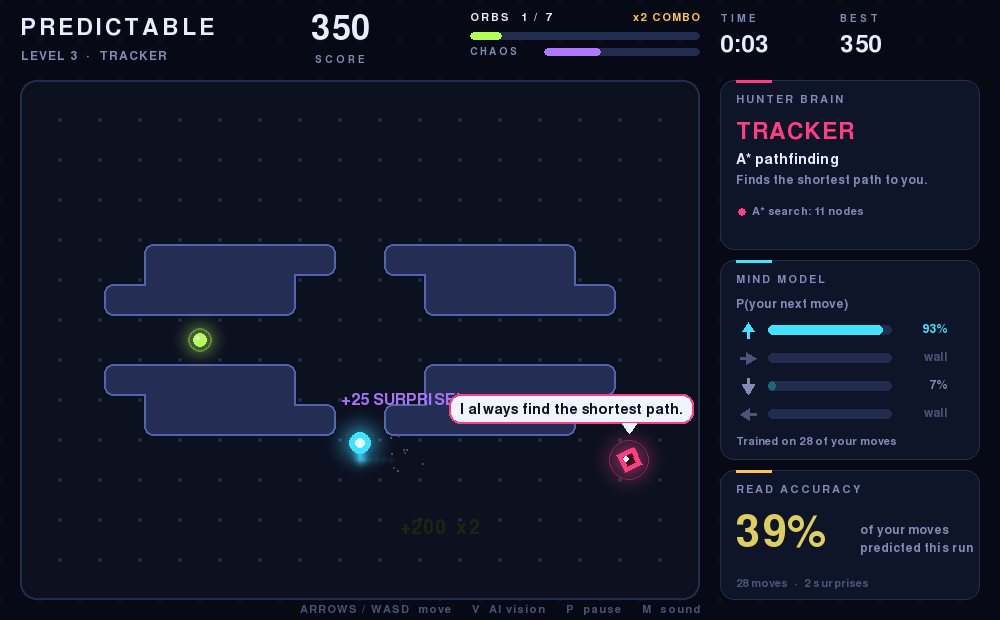 PREDICTABLE
LEVEL 3 · TRACKER
350
SCORE
ORBS 1 / 7
x2 COMBO
CHAOS
TIME
0:03
BEST
350
HUNTER BRAIN
TRACKER
A* pathfinding
Finds the shortest path to you.
A* search: 11 nodes
MIND MODEL
P(your next move)
93%
wall
7%
wall
Trained on 28 of your moves
READ ACCURACY
39%
of your moves
predicted this run
28 moves · 2 surprises
+25 SURPRISE!
I always find the shortest path.
+200 x2
ARROWS / WASD move V AI vision P pause M sound